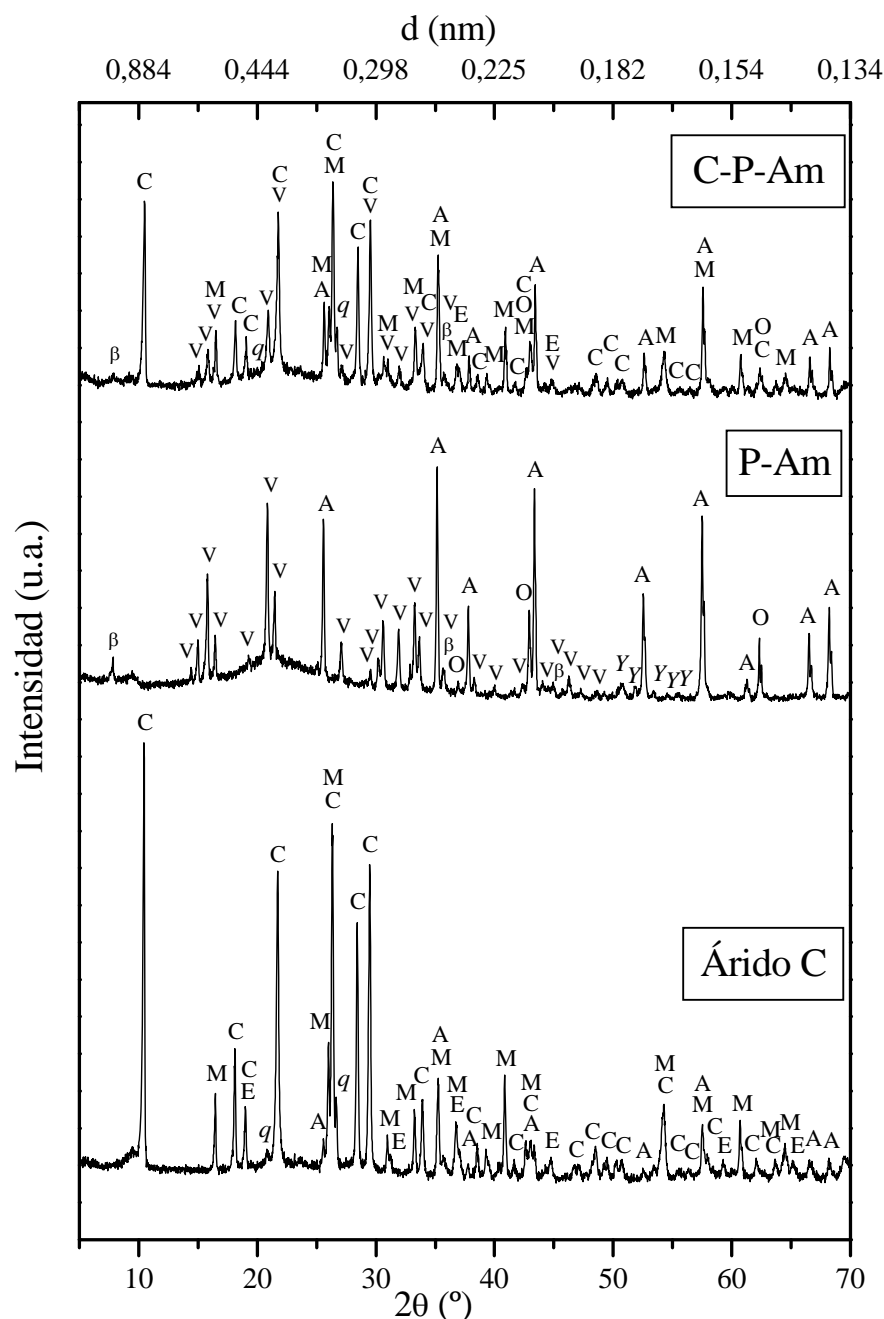 d (nm)
0,884 0,444 0,298 0,225 0,182 0,154 0,134
C-P-Am
β C V V M V C C q V C V M A C M q V C C V M V V M V C V A M V β E M A C M M C C O M A E V C C C A M C C A M M O C M A A
P-Am
β V V V V V V V A V V V V V V A V β O A V V V O A V V β V V V Y Y A Y Y Y A A O A A
Árido C
C M C C E q C A M M C q C C M E M C A M M E C A M M C M C A E C C C A M C C C A M C E M C C M M E A A
Intensidad (u.a.)
10 20 30 40 50 60 70
2θ (º)